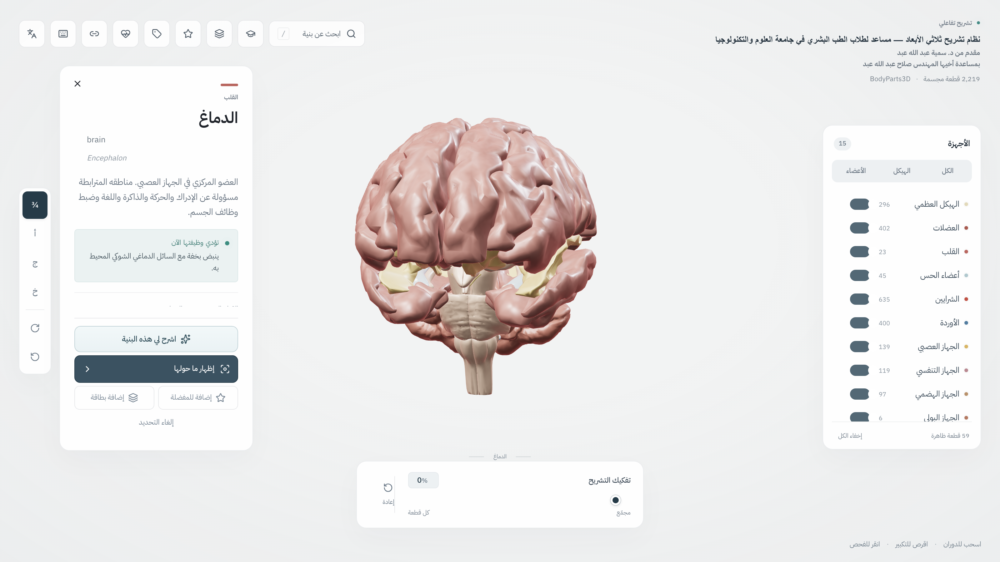 تشريح تفاعلي
نظام تشريح ثلاثي الأبعاد — مساعد لطلاب الطب البشري في جامعة العلوم والتكنولوجيا
مقدم من د. سمية عبد الله عبد
بمساعدة أخيها المهندس صلاح عبد الله عبد
2,219 قطعة مجسمة · BodyParts3D
ابحث عن بنية /
الأجهزة 15
الكل الهيكل الأعضاء
الهيكل العظمي 296
العضلات 402
القلب 23
أعضاء الحس 45
الشرايين 635
الأوردة 400
الجهاز العصبي 139
الجهاز التنفسي 119
الجهاز الهضمي 97
الجهاز البولي 6
59 قطعة ظاهرة إخفاء الكل
القلب
الدماغ
brain
Encephalon
العضو المركزي في الجهاز العصبي. مناطقه المترابطة
مسؤولة عن الإدراك والحركة والذاكرة واللغة وضبط
وظائف الجسم.
تؤدي وظيفتها الآن
ينبض بخفة مع السائل الدماغي الشوكي المحيط
به.
اشرح لي هذه البنية
إظهار ما حولها
إضافة للمفضلة إضافة بطاقة
إلغاء التحديد
¾
أ
ج
خ
الدماغ
تفكيك التشريح 0%
مجمّع كل قطعة
إعادة
اسحب للدوران · اقرص للتكبير · انقر للفحص